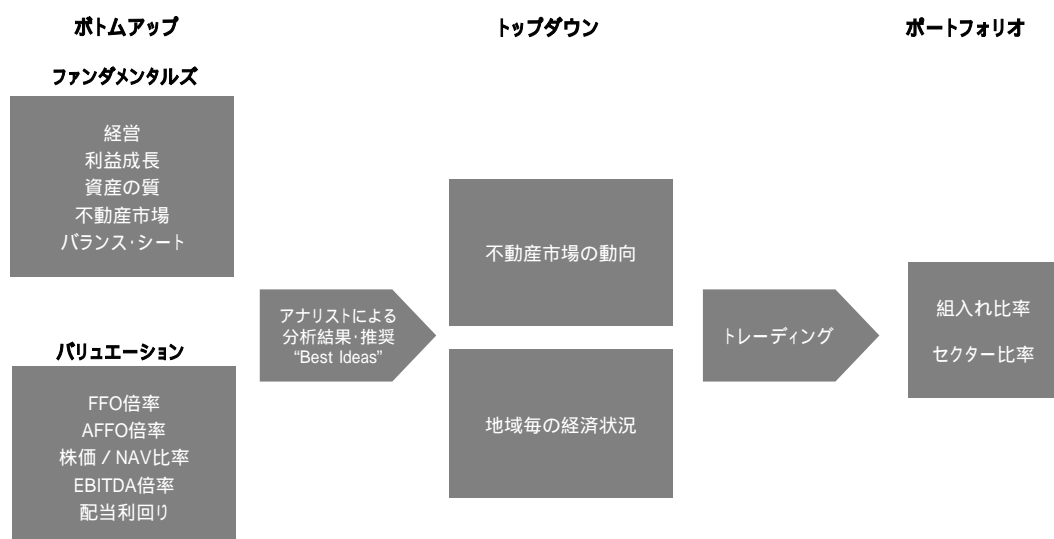 ボトムアップ
トップダウン
ポートフォリオ
ファンダメンタルズ
経営
利益成長
資産の質
不動産市場
バランス・シート
バリュエーション
FFO倍率
AFFO倍率
株価 / NAV比率
EBITDA倍率
配当利回り
アナリストによる
分析結果・推奨
“Best Ideas”
不動産市場の動向
地域毎の経済状況
トレーディング
組入れ比率
セクター比率